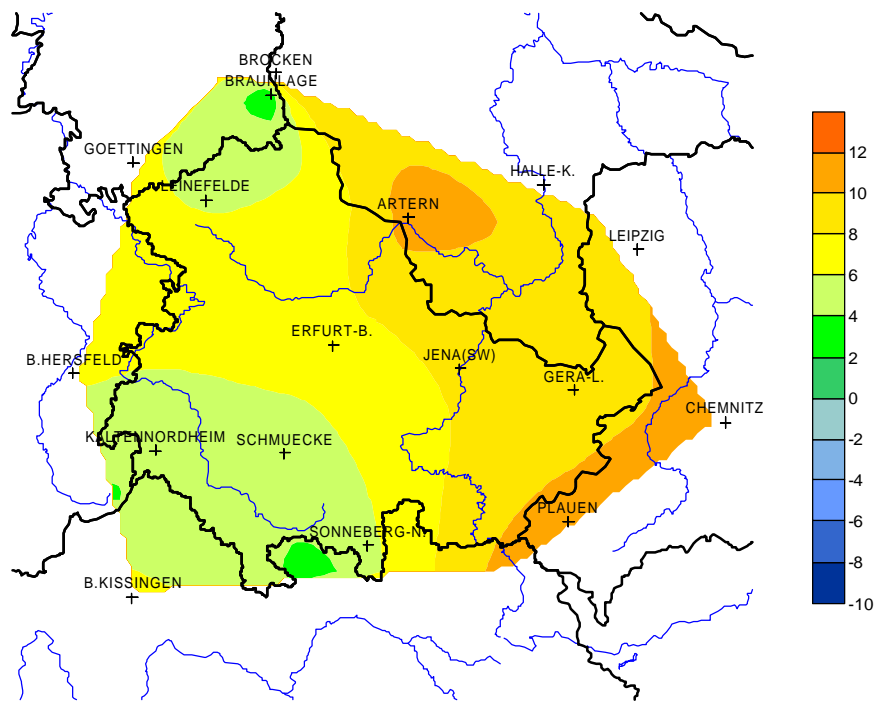 BROCKEN
BRAUNLAGE
GOETTINGEN
HALLE-K.
LEINEFELDE
ARTERN
LEIPZIG
ERFURT-B.
B.HERSFELD
JENA(SW)
GERA-L.
CHEMNITZ
KALTENNORDHEIM
SCHMUECKE
PLAUEN
SONNEBERG-N.
B.KISSINGEN
12
10
8
6
4
2
0
-2
-4
-6
-8
-10